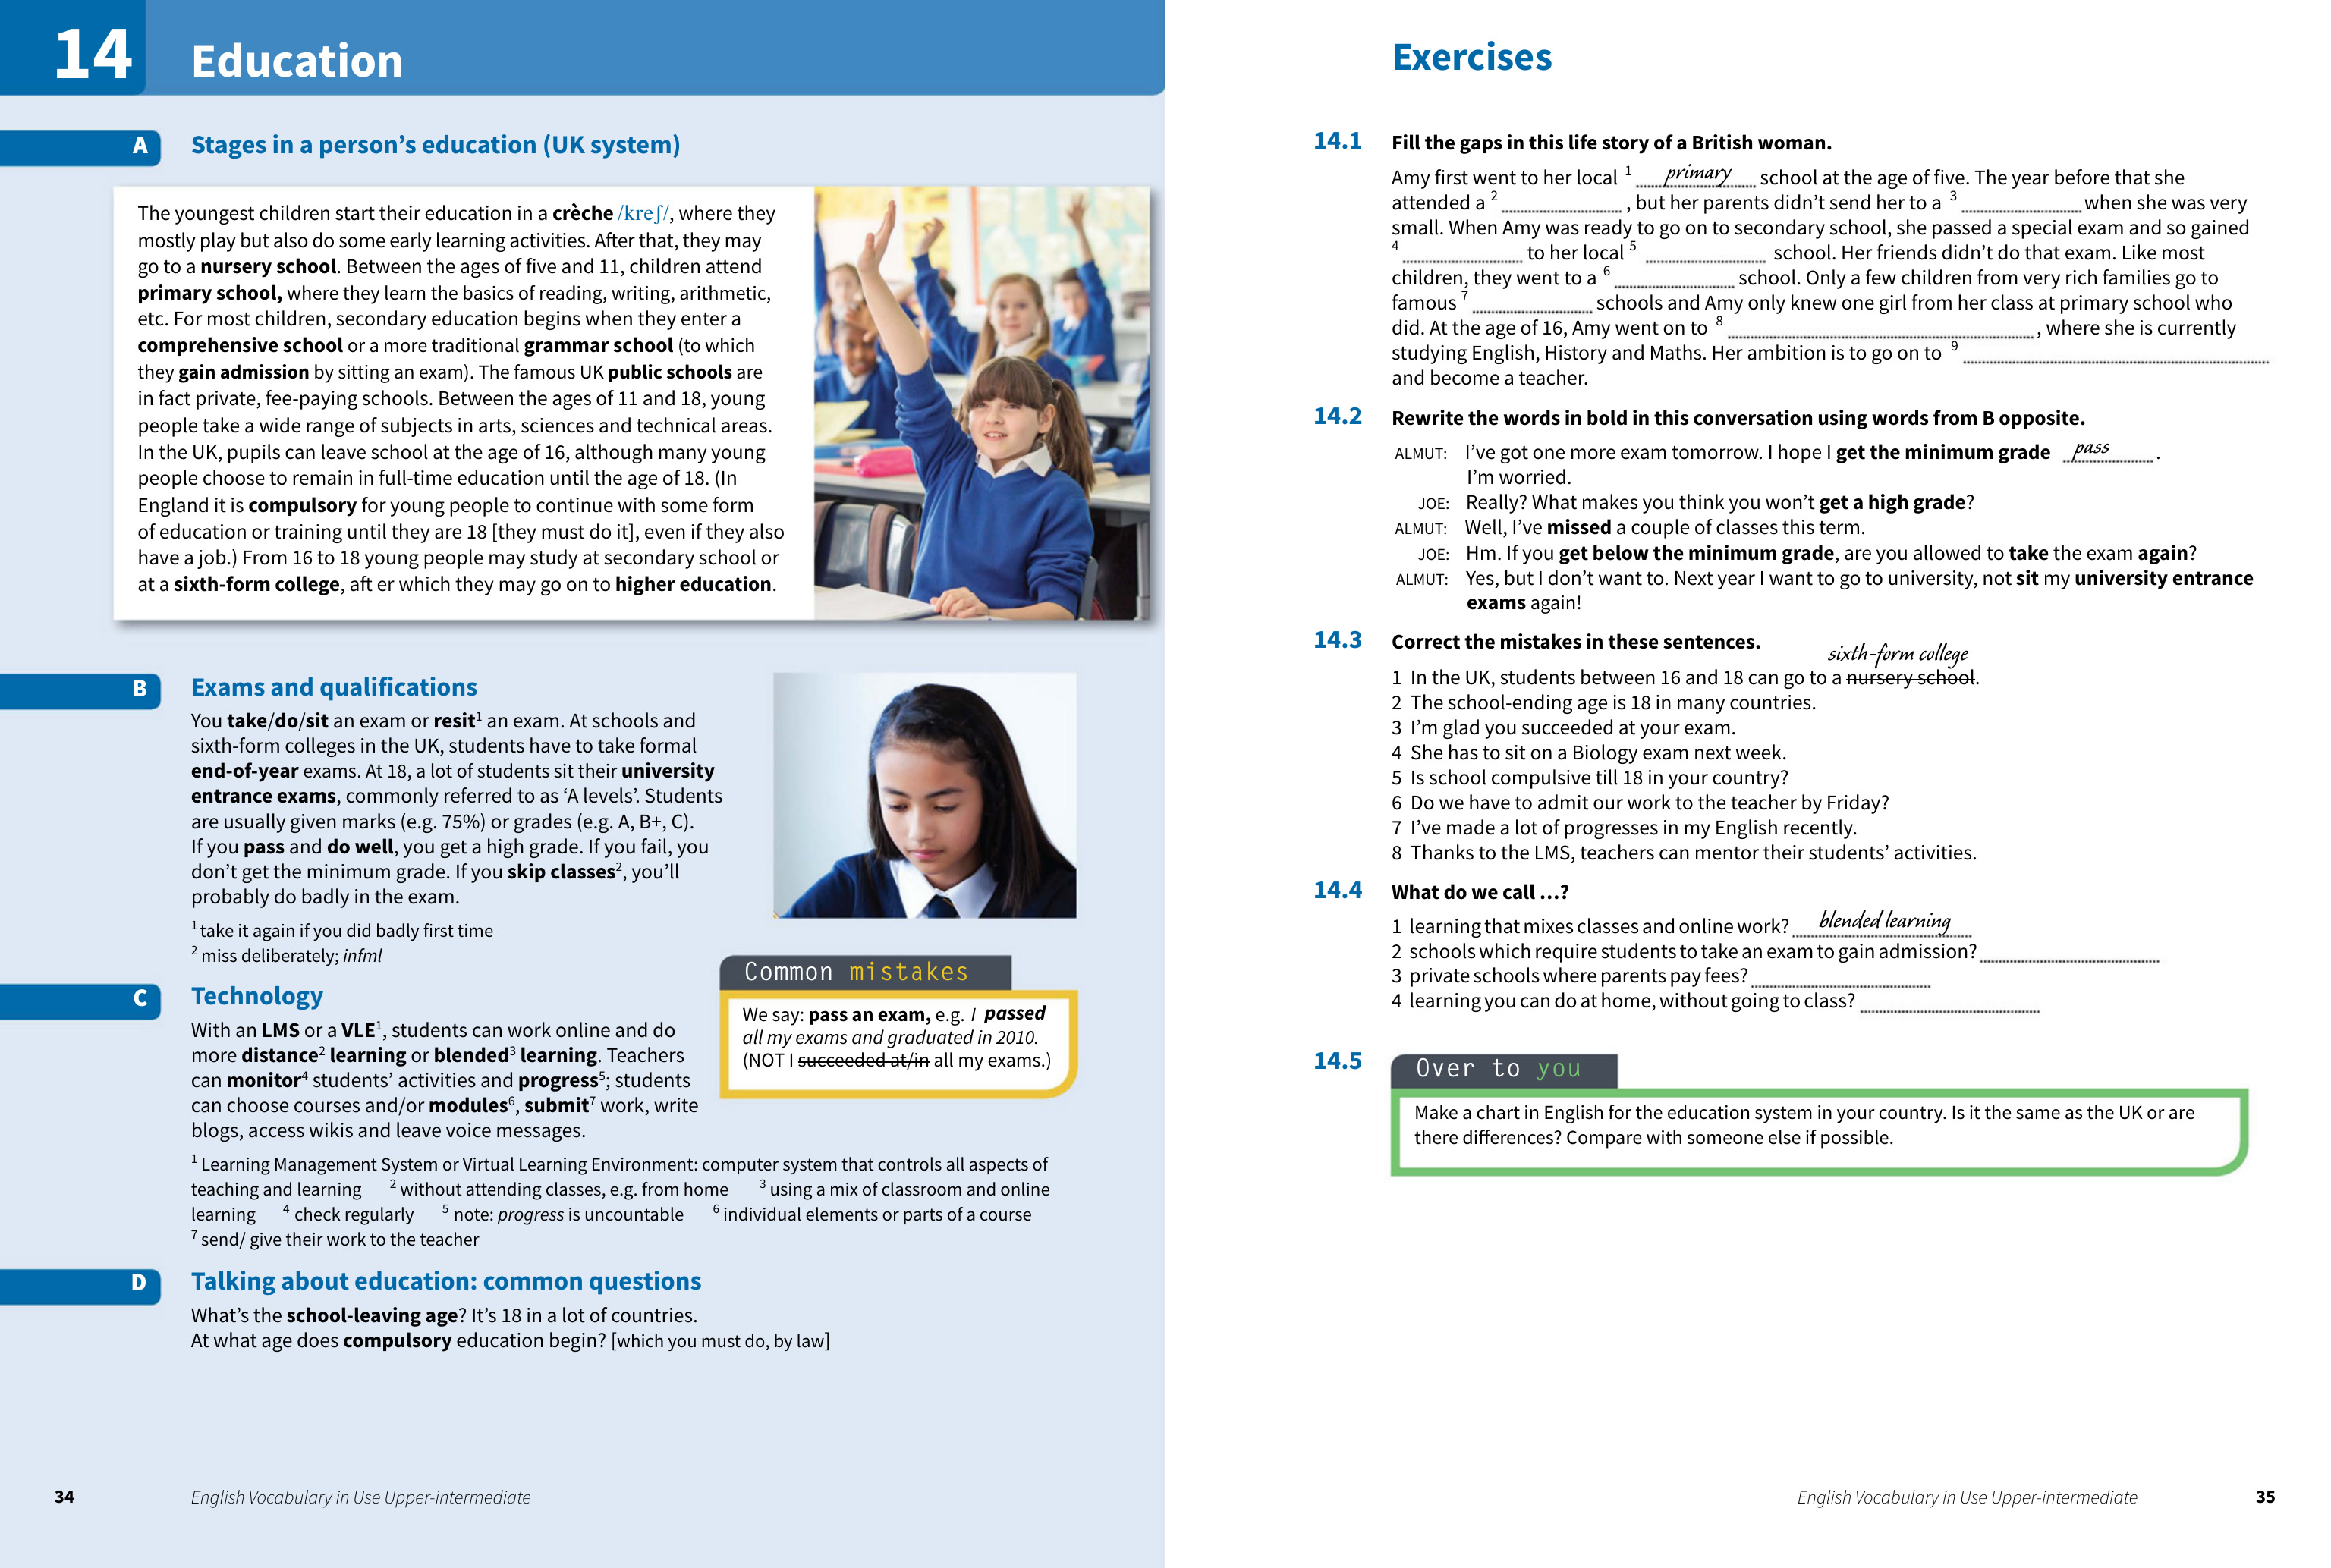 14
Education
A
Stages in a person’s education (UK system)
The youngest children start their education in a crèche /kreʃ/, where they
mostly play but also do some early learning activities. After that, they may
go to a nursery school. Between the ages of five and 11, children attend
primary school, where they learn the basics of reading, writing, arithmetic,
etc. For most children, secondary education begins when they enter a
comprehensive school or a more traditional grammar school (to which
they gain admission by sitting an exam). The famous UK public schools are
in fact private, fee-paying schools. Between the ages of 11 and 18, young
people take a wide range of subjects in arts, sciences and technical areas.
In the UK, pupils can leave school at the age of 16, although many young
people choose to remain in full-time education until the age of 18. (In
England it is compulsory for young people to continue with some form
of education or training until they are 18 [they must do it], even if they also
have a job.) From 16 to 18 young people may study at secondary school or
at a sixth-form college, aft er which they may go on to higher education.
B
Exams and qualifications
You take/do/sit an exam or resit1 an exam. At schools and
sixth-form colleges in the UK, students have to take formal
end-of-year exams. At 18, a lot of students sit their university
entrance exams, commonly referred to as ‘A levels’. Students
are usually given marks (e.g. 75%) or grades (e.g. A, B+, C).
If you pass and do well, you get a high grade. If you fail, you
don’t get the minimum grade. If you skip classes2, you’ll
probably do badly in the exam.
1 take it again if you did badly first time
2 miss deliberately; infml
Common mistakes
We say: pass an exam, e.g. I passed
all my exams and graduated in 2010.
(NOT I succeeded at/in all my exams.)
C
Technology
With an LMS or a VLE1, students can work online and do
more distance2 learning or blended3 learning. Teachers
can monitor4 students’ activities and progress5; students
can choose courses and/or modules6, submit7 work, write
blogs, access wikis and leave voice messages.
1 Learning Management System or Virtual Learning Environment: computer system that controls all aspects of
teaching and learning 2 without attending classes, e.g. from home 3 using a mix of classroom and online
learning 4 check regularly 5 note: progress is uncountable 6 individual elements or parts of a course
7 send/ give their work to the teacher
D
Talking about education: common questions
What’s the school-leaving age? It’s 18 in a lot of countries.
At what age does compulsory education begin? [which you must do, by law]
34
English Vocabulary in Use Upper-intermediate
Exercises
14.1 Fill the gaps in this life story of a British woman.
Amy first went to her local 1 primary school at the age of five. The year before that she
attended a 2 , but her parents didn’t send her to a 3 when she was very
small. When Amy was ready to go on to secondary school, she passed a special exam and so gained
4 to her local 5 school. Her friends didn’t do that exam. Like most
children, they went to a 6 school. Only a few children from very rich families go to
famous 7 schools and Amy only knew one girl from her class at primary school who
did. At the age of 16, Amy went on to 8 , where she is currently
studying English, History and Maths. Her ambition is to go on to 9
and become a teacher.
14.2 Rewrite the words in bold in this conversation using words from B opposite.
ALMUT: I’ve got one more exam tomorrow. I hope I get the minimum grade pass .
I’m worried.
JOE: Really? What makes you think you won’t get a high grade?
ALMUT: Well, I’ve missed a couple of classes this term.
JOE: Hm. If you get below the minimum grade, are you allowed to take the exam again?
ALMUT: Yes, but I don’t want to. Next year I want to go to university, not sit my university entrance
exams again!
14.3 Correct the mistakes in these sentences.
sixth-form college
1 In the UK, students between 16 and 18 can go to a nursery school.
2 The school-ending age is 18 in many countries.
3 I’m glad you succeeded at your exam.
4 She has to sit on a Biology exam next week.
5 Is school compulsive till 18 in your country?
6 Do we have to admit our work to the teacher by Friday?
7 I’ve made a lot of progresses in my English recently.
8 Thanks to the LMS, teachers can mentor their students’ activities.
14.4 What do we call …?
1 learning that mixes classes and online work? blended learning
2 schools which require students to take an exam to gain admission?
3 private schools where parents pay fees?
4 learning you can do at home, without going to class?
14.5
Over to you
Make a chart in English for the education system in your country. Is it the same as the UK or are
there differences? Compare with someone else if possible.
English Vocabulary in Use Upper-intermediate
35